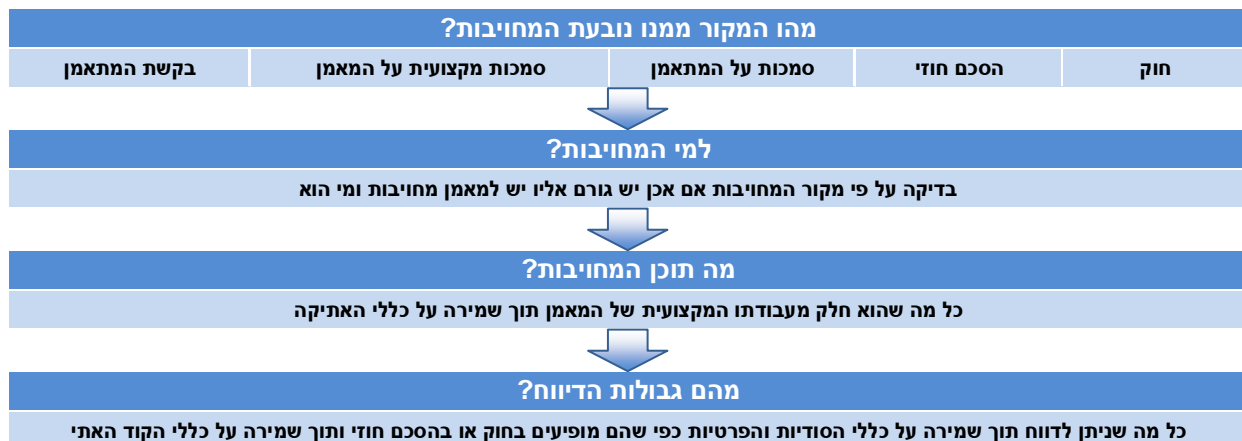 מהו המקור ממנו נובעת המחויבות?
חוק הסכם חוזי סמכות על המתאמן סמכות מקצועית על המאמן בקשת המתאמן
למי המחויבות?
בדיקה על פי מקור המחויבות אם אכן יש גורם אליו יש למאמן מחויבות ומי הוא
מה תוכן המחויבות?
כל מה שהוא חלק מעבודתו המקצועית של המאמן תוך שמירה על כללי האתיקה
מהם גבולות הדיווח?
כל מה שניתן לדווח תוך שמירה על כללי הסודיות והפרטיות כפי שהם מופיעים בחוק או בהסכם חוזי ותוך שמירה על כללי הקוד האתי